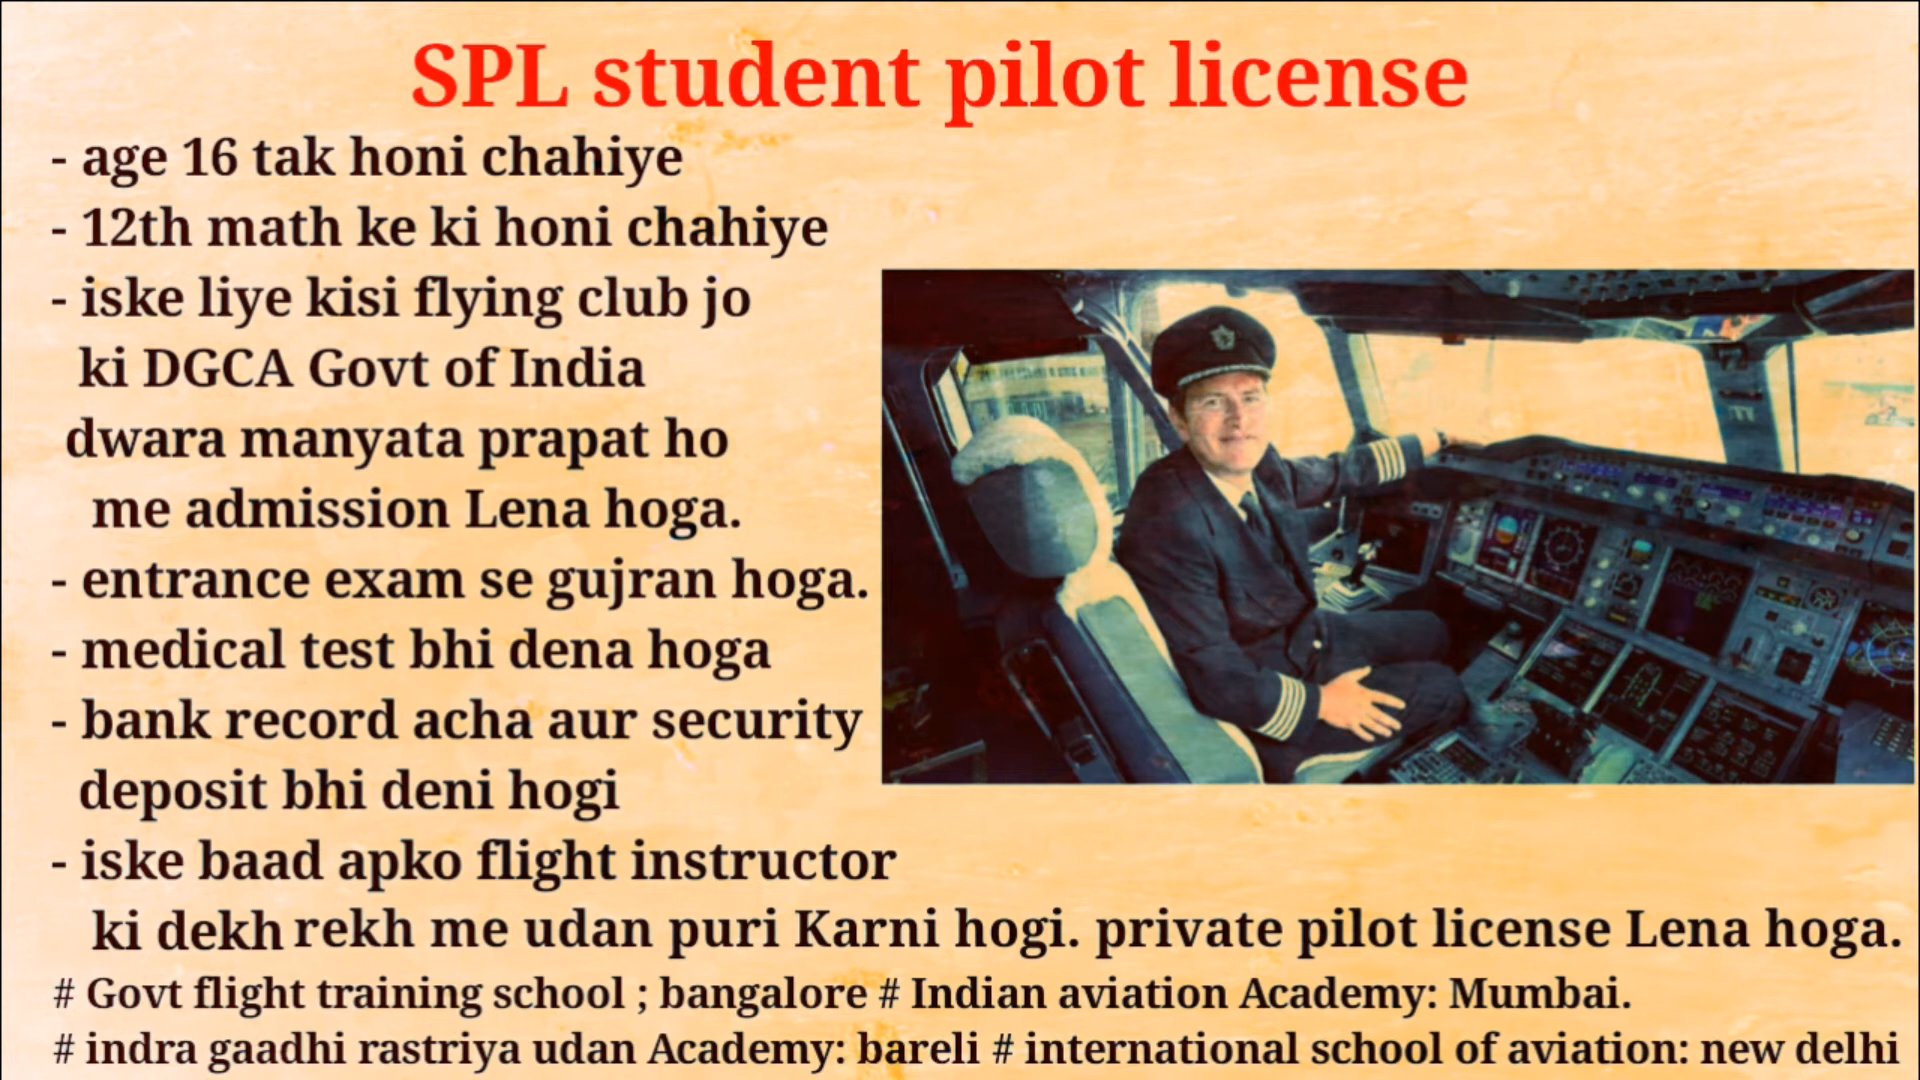 SPL student pilot license
- age 16 tak honi chahiye
- 12th math ke ki honi chahiye
- iske liye kisi flying club jo
ki DGCA Govt of India
dwara manyata prapat ho
me admission Lena hoga.
- entrance exam se gujran hoga.
- medical test bhi dena hoga
- bank record acha aur security
deposit bhi deni hogi
- iske baad apko flight instructor
ki dekh rekh me udan puri Karni hogi. private pilot license Lena hoga.
# Govt flight training school ; bangalore # Indian aviation Academy: Mumbai.
# indra gaadhi rastriya udan Academy: bareli # international school of aviation: new delhi